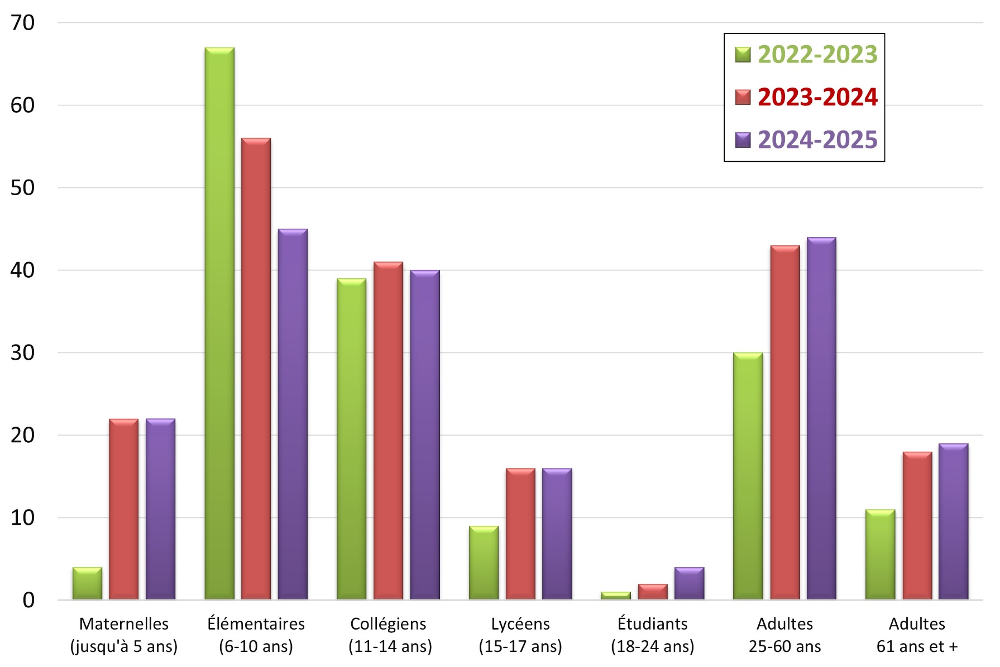 70
60
50
40
30
20
10
0
2022-2023
2023-2024
2024-2025
Maternelles
(jusqu'à 5 ans)
Élémentaires
(6-10 ans)
Collégiens
(11-14 ans)
Lycéens
(15-17 ans)
Étudiants
(18-24 ans)
Adultes
25-60 ans
Adultes
61 ans et +